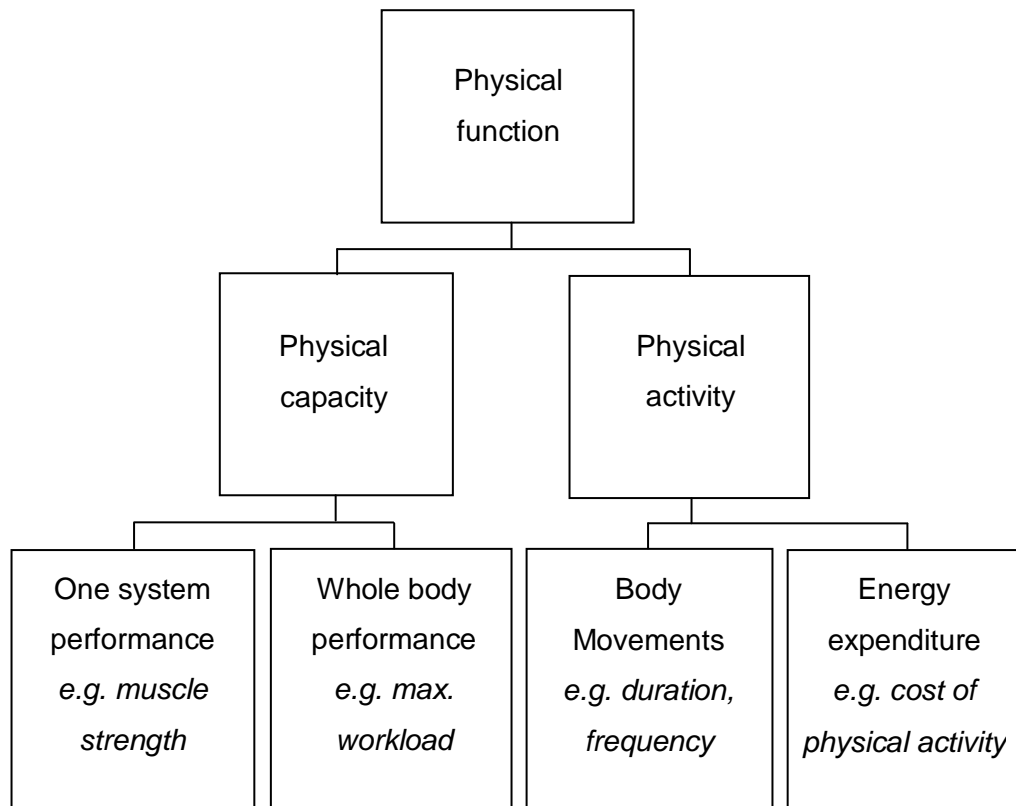 Physical
function
Physical
capacity
Physical
activity
One system
performance
e.g. muscle
strength
Whole body
performance
e.g. max.
workload
Body
Movements
e.g. duration,
frequency
Energy
expenditure
e.g. cost of
physical activity